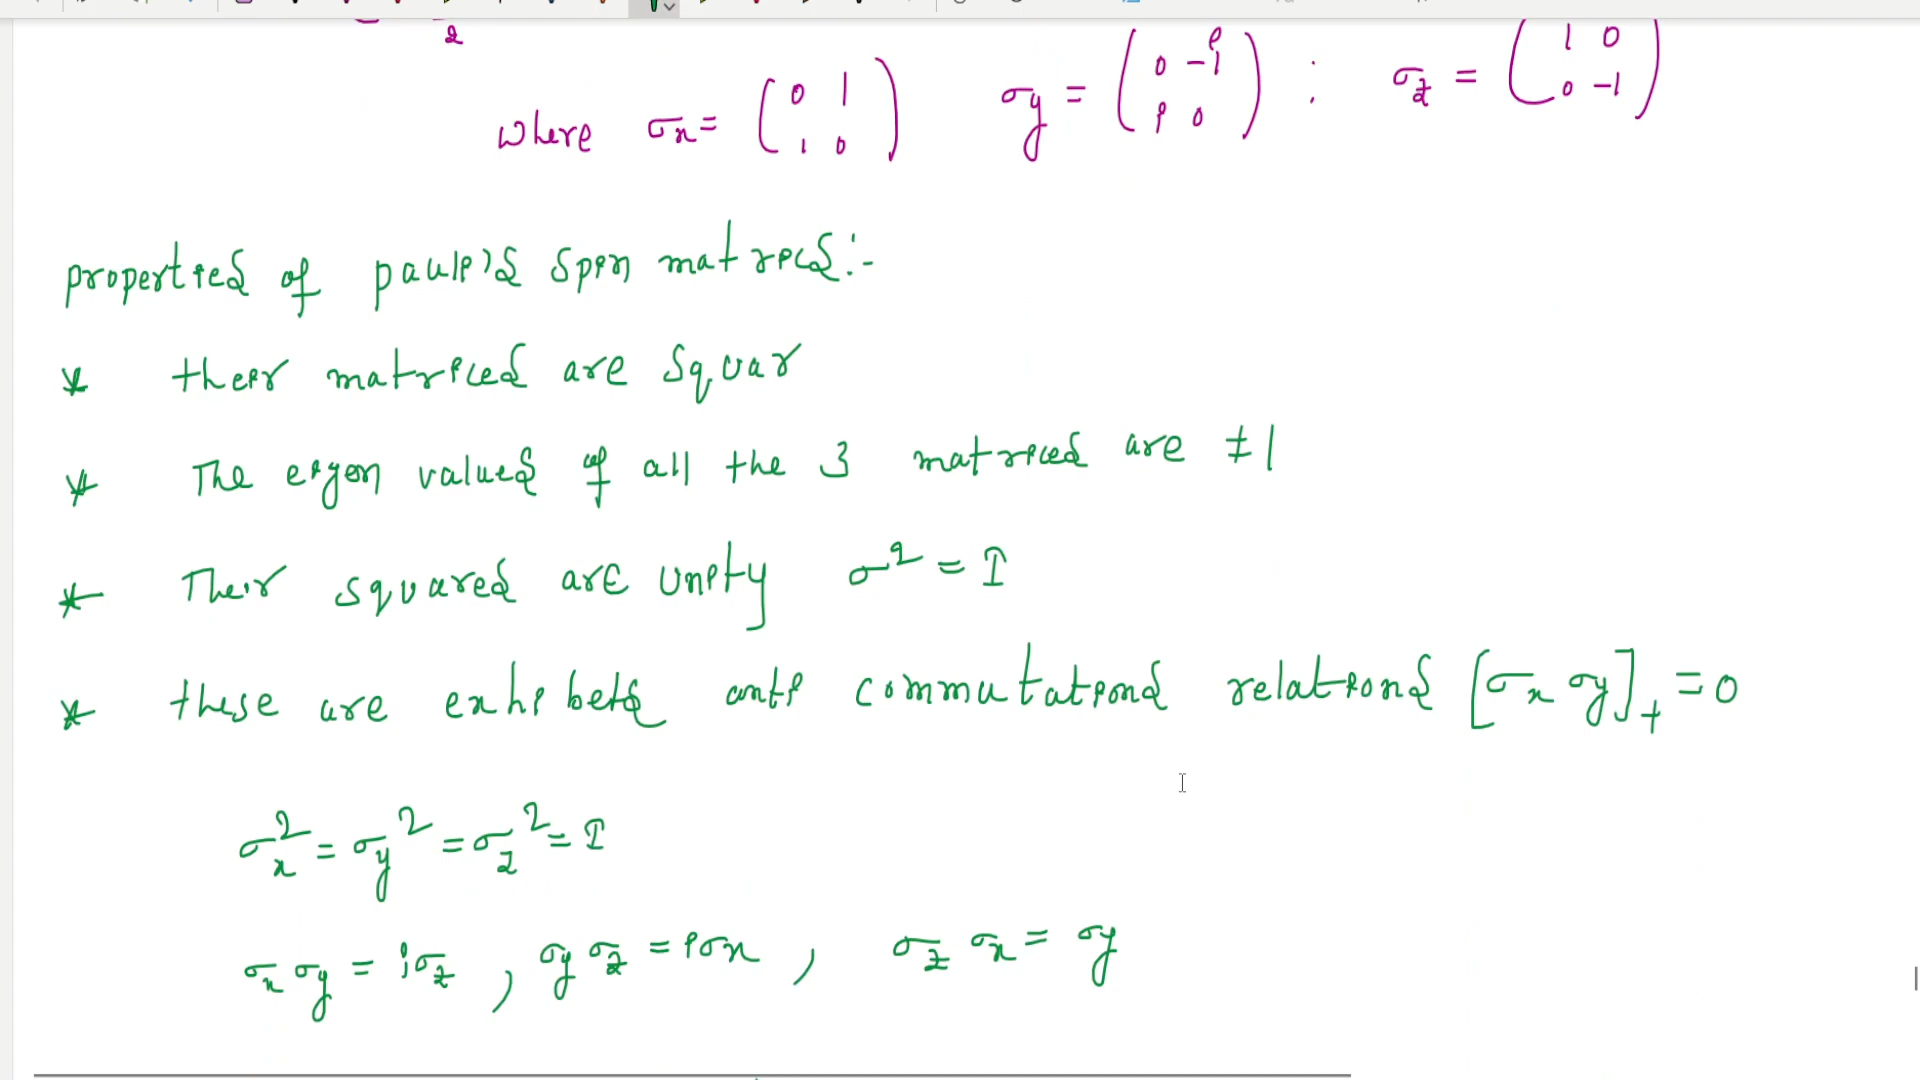 2
where σx = ( 0 1 1 0 ) σy = ( 0 -i i 0 ) : σz = ( 1 0 0 -1 )
properties of pauli's spin matrics:-
* their matrices are Squar
* The eigen values of all the 3 matrices are ±1
* Their squares are unity σ² = I
* these are exhibets anti commutations relations [σx σy]₊ = 0
σx² = σy² = σz² = I
σx σy = iσz , σy σz = iσx , σz σx = σy